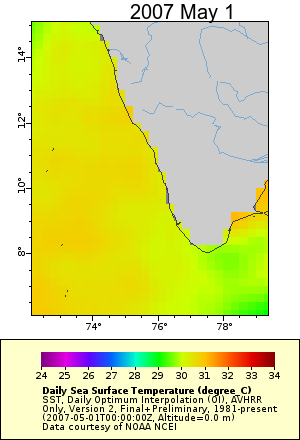 2007 May 1
14°
12°
10°
8°
74° 76° 78°
24 25 26 27 28 29 30 31 32 33 34
Daily Sea Surface Temperature (degree_C)
SST, Daily Optimum Interpolation (OI), AVHRR
Only, Version 2, Final+Preliminary, 1981-present
(2007-05-01T00:00:00Z, Altitude=0.0 m)
Data courtesy of NOAA NCEI